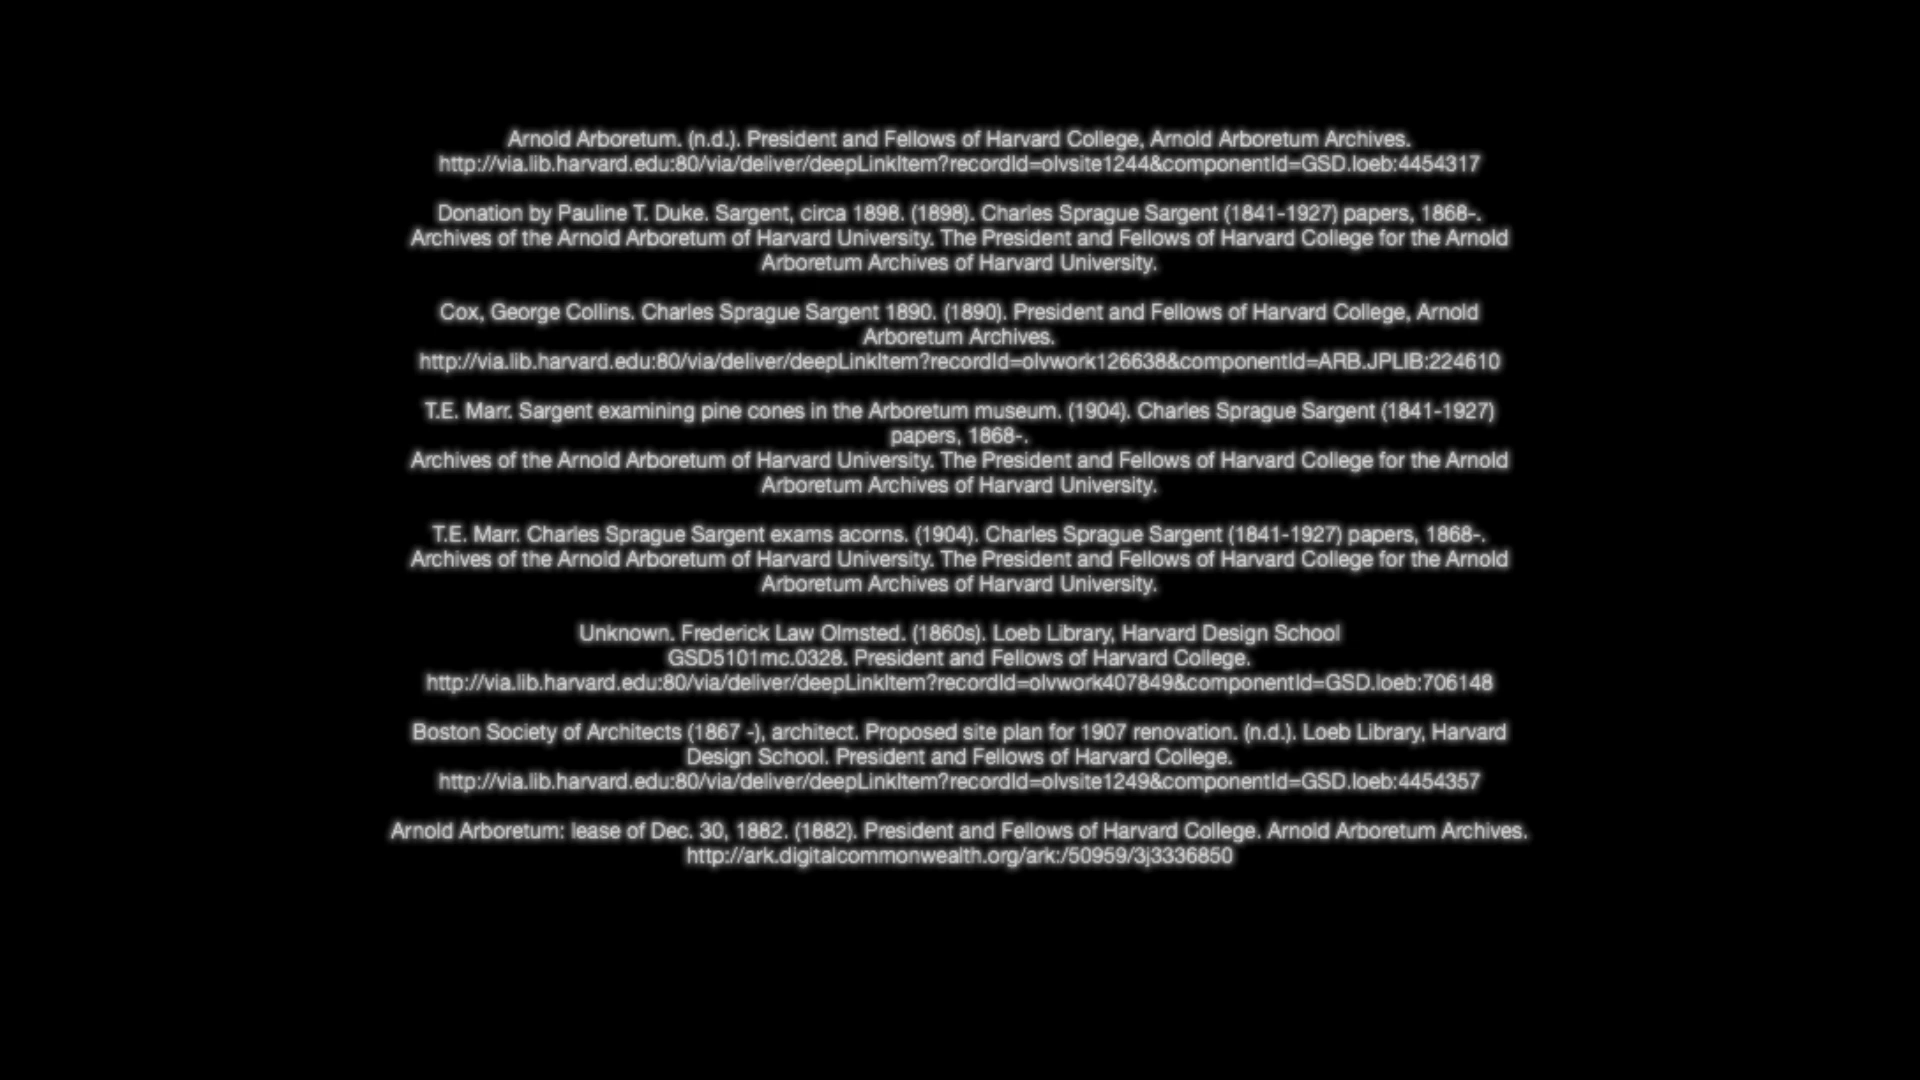 Arnold Arboretum. (n.d.). President and Fellows of Harvard College, Arnold Arboretum Archives.
http://via.lib.harvard.edu:80/via/deliver/deepLinkItem?recordId=olvsite1244&componentId=GSD.loeb:4454317
Donation by Pauline T. Duke. Sargent, circa 1898. (1898). Charles Sprague Sargent (1841-1927) papers, 1868-.
Archives of the Arnold Arboretum of Harvard University. The President and Fellows of Harvard College for the Arnold
Arboretum Archives of Harvard University.
Cox, George Collins. Charles Sprague Sargent 1890. (1890). President and Fellows of Harvard College, Arnold
Arboretum Archives.
http://via.lib.harvard.edu:80/via/deliver/deepLinkItem?recordId=olvwork126638&componentId=ARB.JPLIB:224610
T.E. Marr. Sargent examining pine cones in the Arboretum museum. (1904). Charles Sprague Sargent (1841-1927)
papers, 1868-.
Archives of the Arnold Arboretum of Harvard University. The President and Fellows of Harvard College for the Arnold
Arboretum Archives of Harvard University.
T.E. Marr. Charles Sprague Sargent exams acorns. (1904). Charles Sprague Sargent (1841-1927) papers, 1868-.
Archives of the Arnold Arboretum of Harvard University. The President and Fellows of Harvard College for the Arnold
Arboretum Archives of Harvard University.
Unknown. Frederick Law Olmsted. (1860s). Loeb Library, Harvard Design School
GSD5101mc.0328. President and Fellows of Harvard College.
http://via.lib.harvard.edu:80/via/deliver/deepLinkItem?recordId=olvwork407849&componentId=GSD.loeb:706148
Boston Society of Architects (1867 -), architect. Proposed site plan for 1907 renovation. (n.d.). Loeb Library, Harvard
Design School. President and Fellows of Harvard College.
http://via.lib.harvard.edu:80/via/deliver/deepLinkItem?recordId=olvsite1249&componentId=GSD.loeb:4454357
Arnold Arboretum: lease of Dec. 30, 1882. (1882). President and Fellows of Harvard College. Arnold Arboretum Archives.
http://ark.digitalcommonwealth.org/ark:/50959/3j3336850